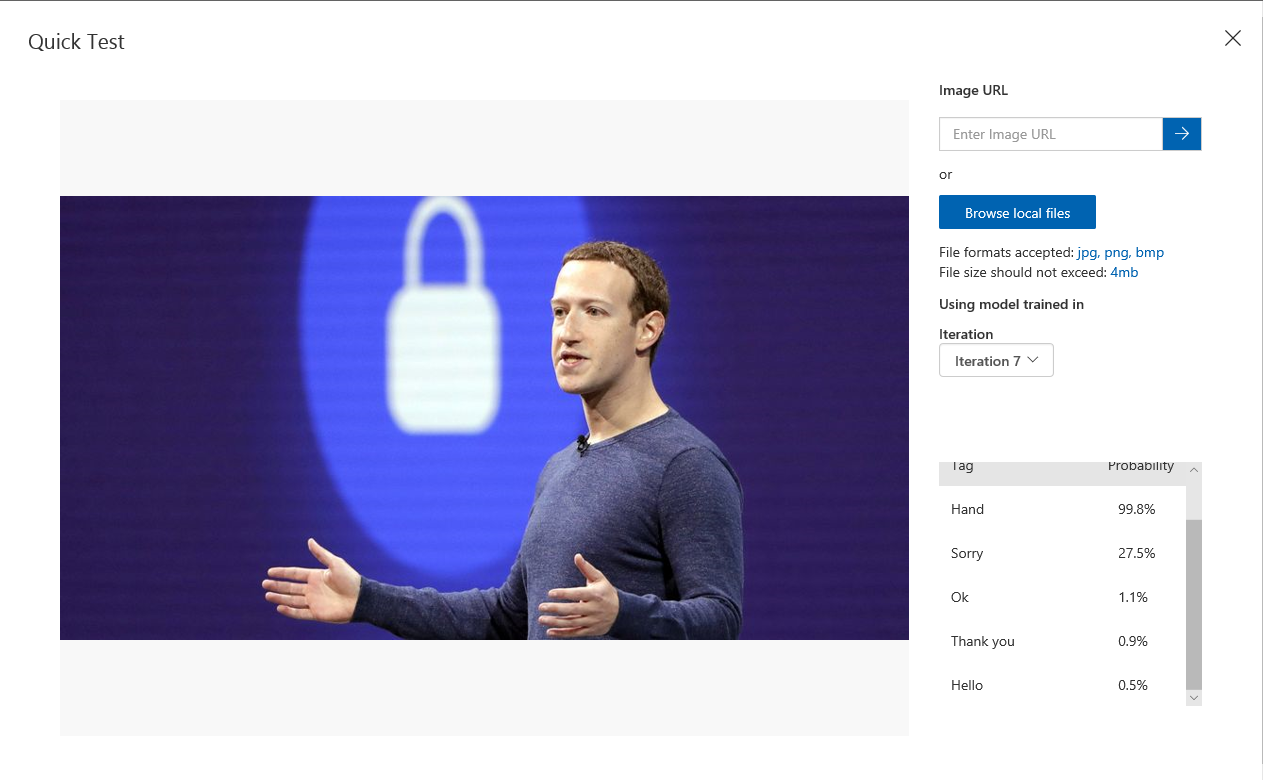 Quick Test
Image URL
Enter Image URL
or
Browse local files
File formats accepted: jpg, png, bmp
File size should not exceed: 4mb
Using model trained in
Iteration
Iteration 7
Tag Probability
Hand 99.8%
Sorry 27.5%
Ok 1.1%
Thank you 0.9%
Hello 0.5%